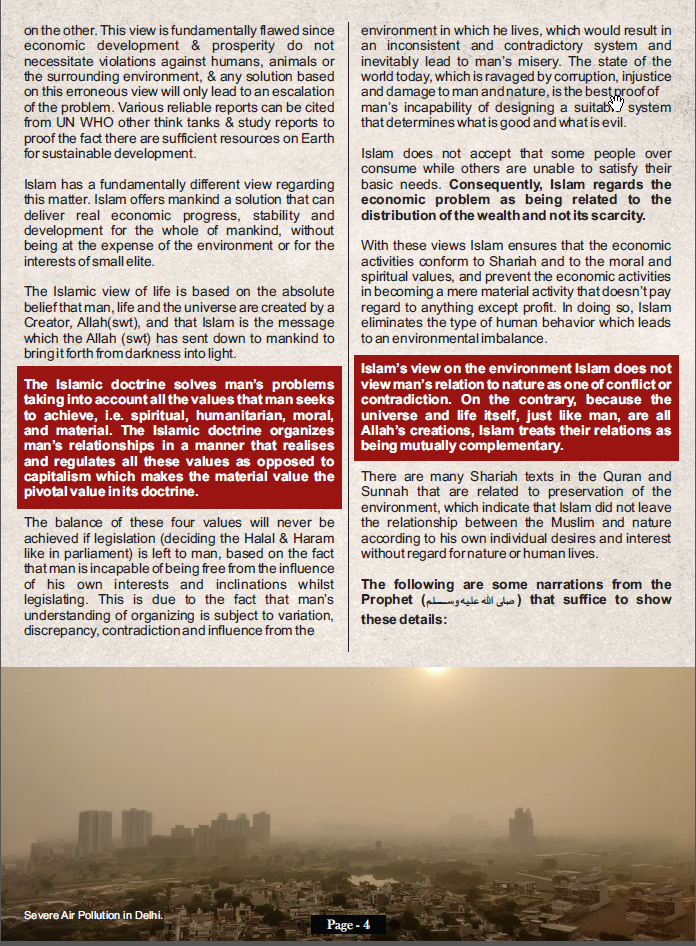 on the other. This view is fundamentally flawed since
economic development & prosperity do not
necessitate violations against humans, animals or
the surrounding environment, & any solution based
on this erroneous view will only lead to an escalation
of the problem. Various reliable reports can be cited
from UN WHO other think tanks & study reports to
proof the fact there are sufficient resources on Earth
for sustainable development.
Islam has a fundamentally different view regarding
this matter. Islam offers mankind a solution that can
deliver real economic progress, stability and
development for the whole of mankind, without
being at the expense of the environment or for the
interests of small elite.
The Islamic view of life is based on the absolute
belief that man, life and the universe are created by a
Creator, Allah(swt), and that Islam is the message
which the Allah (swt) has sent down to mankind to
bring it forth from darkness into light.
The Islamic doctrine solves man's problems
taking into account all the values that man seeks
to achieve, i.e. spiritual, humanitarian, moral,
and material. The Islamic doctrine organizes
man's relationships in a manner that realises
and regulates all these values as opposed to
capitalism which makes the material value the
pivotal value in its doctrine.
The balance of these four values will never be
achieved if legislation (deciding the Halal & Haram
like in parliament) is left to man, based on the fact
that man is incapable of being free from the influence
of his own interests and inclinations whilst
legislating. This is due to the fact that man's
understanding of organizing is subject to variation,
discrepancy, contradiction and influence from the
environment in which he lives, which would result in
an inconsistent and contradictory system and
inevitably lead to man's misery. The state of the
world today, which is ravaged by corruption, injustice
and damage to man and nature, is the best proof of
man's incapability of designing a suitable system
that determines what is good and what is evil.
Islam does not accept that some people over
consume while others are unable to satisfy their
basic needs. Consequently, Islam regards the
economic problem as being related to the
distribution of the wealth and not its scarcity.
With these views Islam ensures that the economic
activities conform to Shariah and to the moral and
spiritual values, and prevent the economic activities
in becoming a mere material activity that doesn't pay
regard to anything except profit. In doing so, Islam
eliminates the type of human behavior which leads
to an environmental imbalance.
Islam's view on the environment Islam does not
view man's relation to nature as one of conflict or
contradiction. On the contrary, because the
universe and life itself, just like man, are all
Allah's creations, Islam treats their relations as
being mutually complementary.
There are many Shariah texts in the Quran and
Sunnah that are related to preservation of the
environment, which indicate that Islam did not leave
the relationship between the Muslim and nature
according to his own individual desires and interest
without regard for nature or human lives.
The following are some narrations from the
Prophet (صلى الله عليه وسلم) that suffice to show
these details:
Severe Air Pollution in Delhi.
Page - 4